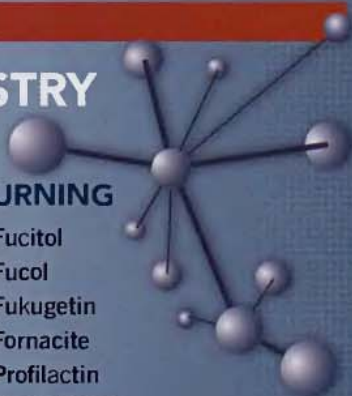 STRY
URNING
Fucitol
Fucol
Fukugetin
Fornacite
Profilactin